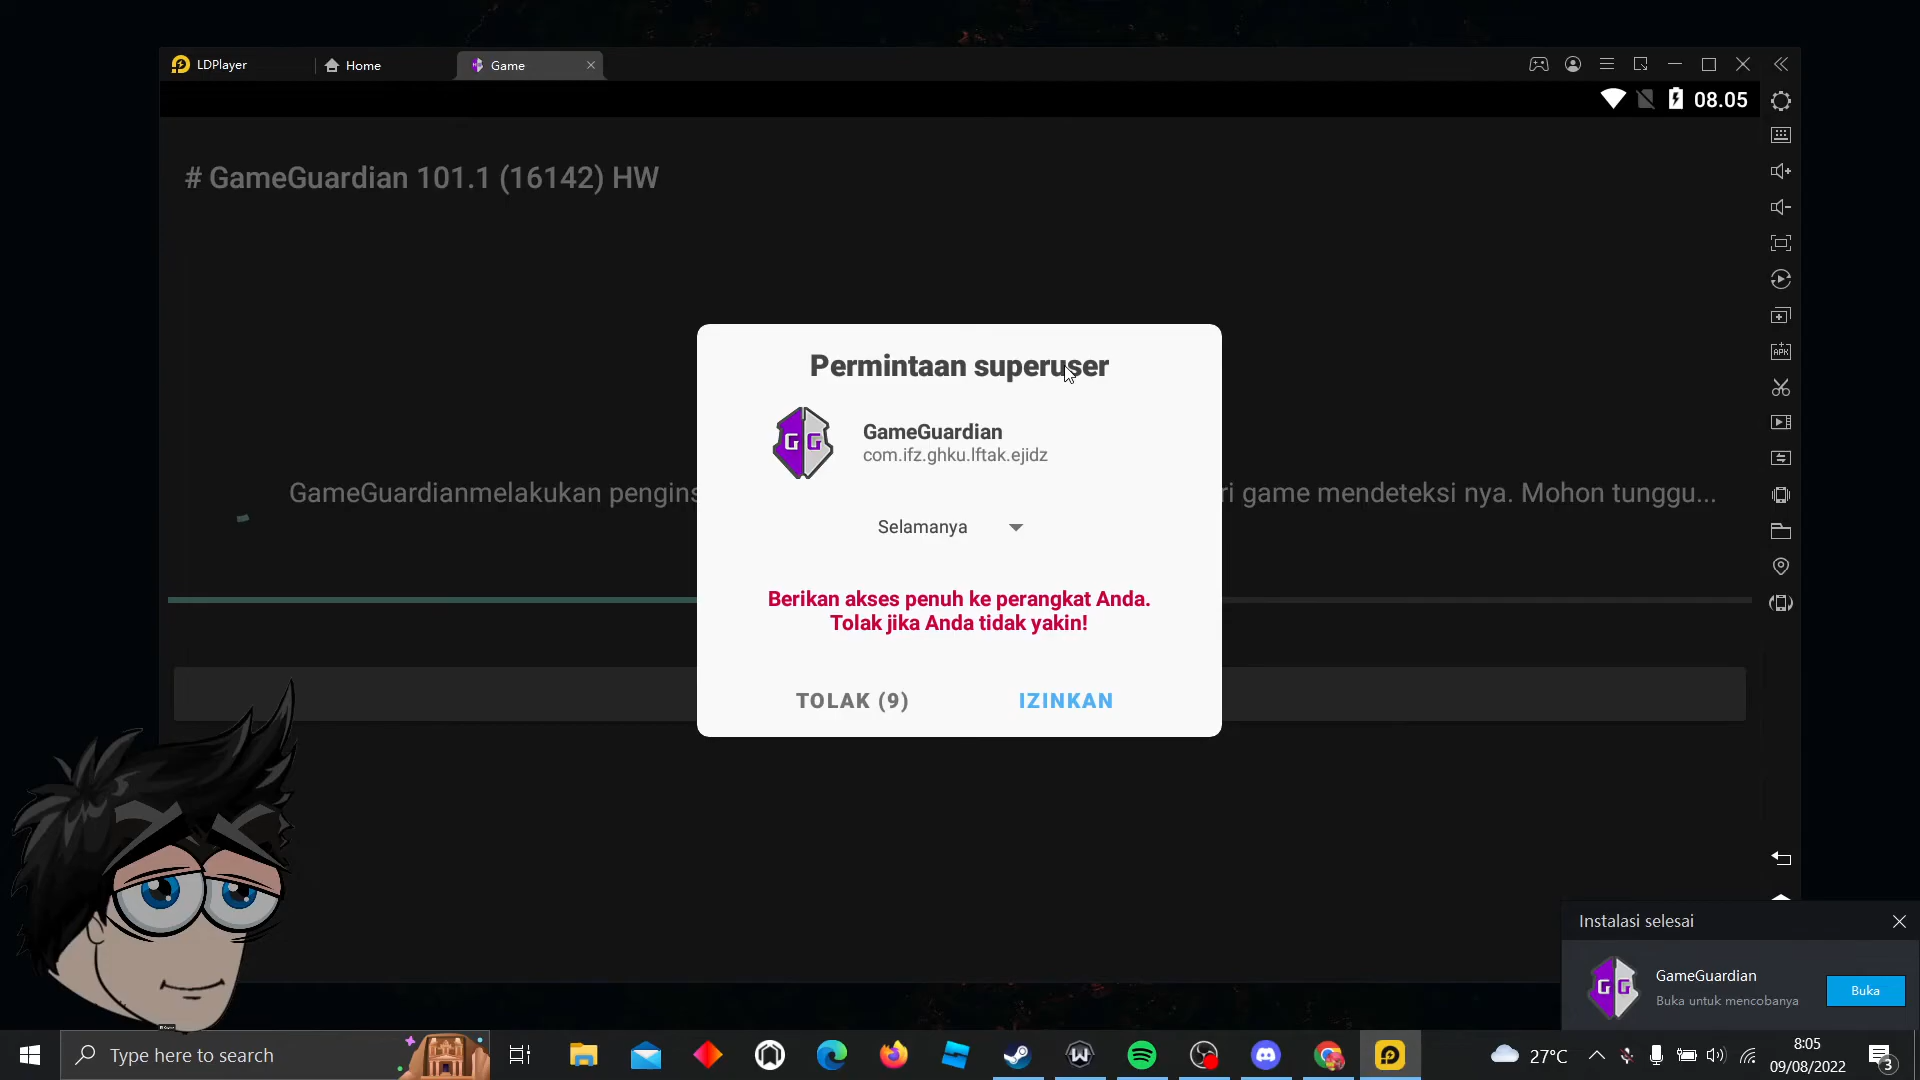 LDPlayer
Home
Game
08.05
# GameGuardian 101.1 (16142) HW
Permintaan superuser
GameGuardian
com.ifz.ghku.lftak.ejidz
GameGuardianmelakukan pengins
ri game mendeteksi nya. Mohon tunggu...
Selamanya
Berikan akses penuh ke perangkat Anda.
Tolak jika Anda tidak yakin!
TOLAK (9)
IZINKAN
Instalasi selesai
GameGuardian
Buka untuk mencobanya
Buka
Type here to search
27°C
8:05
09/08/2022
3